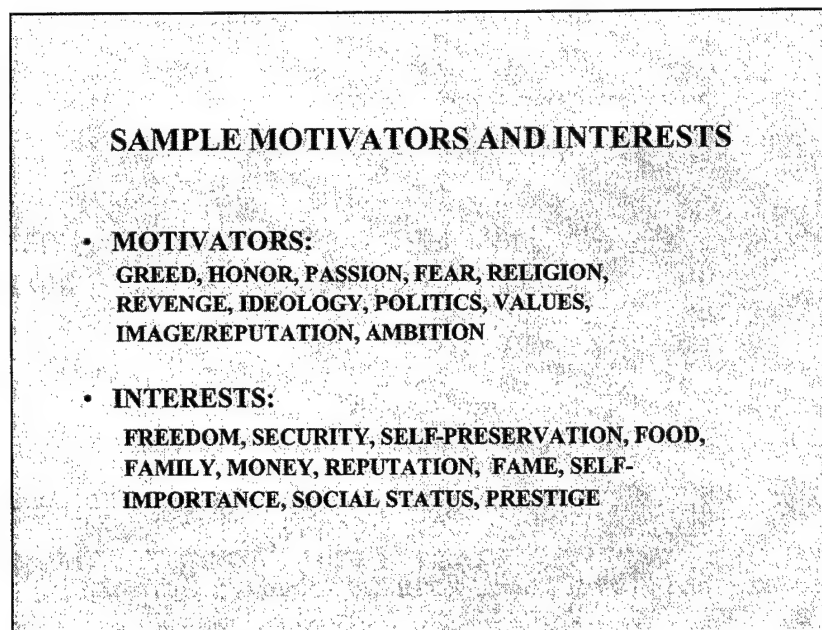 SAMPLE MOTIVATORS AND INTERESTS
• MOTIVATORS:
GREED, HONOR, PASSION, FEAR, RELIGION,
REVENGE, IDEOLOGY, POLITICS, VALUES,
IMAGE/REPUTATION, AMBITION
• INTERESTS:
FREEDOM, SECURITY, SELF-PRESERVATION, FOOD,
FAMILY, MONEY, REPUTATION, FAME, SELF-
IMPORTANCE, SOCIAL STATUS, PRESTIGE